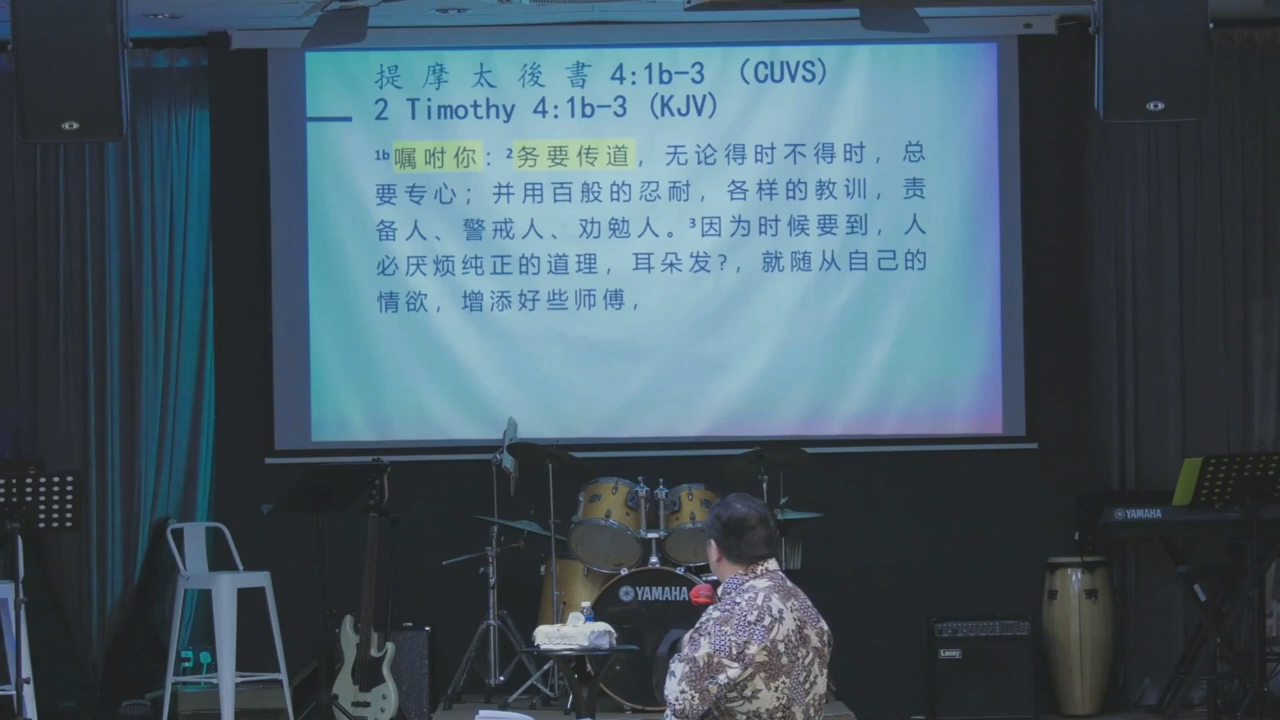 提摩太後書 4:1b-3 （CUVS）
2 Timothy 4:1b-3 (KJV)
1b嘱咐你：2务要传道，无论得时不得时，总
要专心；并用百般的忍耐，各样的教训，责
备人、警戒人、劝勉人。3因为时候要到，人
必厌烦纯正的道理，耳朵发?，就随从自己的
情欲，增添好些师傅，
YAMAHA
YAMAHA
Laney